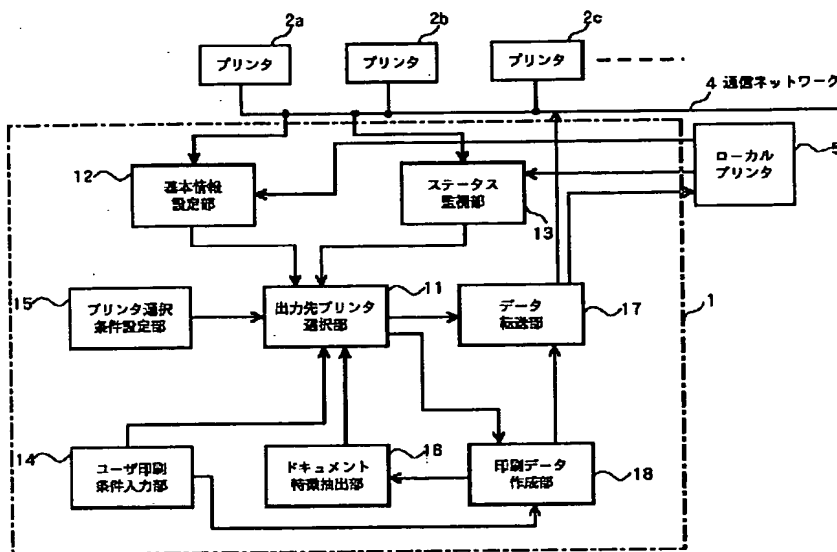 2a
2b
2c
プリンタ
プリンタ
プリンタ
4 通信ネットワーク
12
基本情報
設定部
ステータス
監視部
13
ローカル
プリンタ
5
15
プリンタ選択
条件設定部
11
出力先プリンタ
選択部
データ
転送部
17
1
14
ユーザ印刷
条件入力部
16
ドキュメント
特徴抽出部
印刷データ
作成部
18